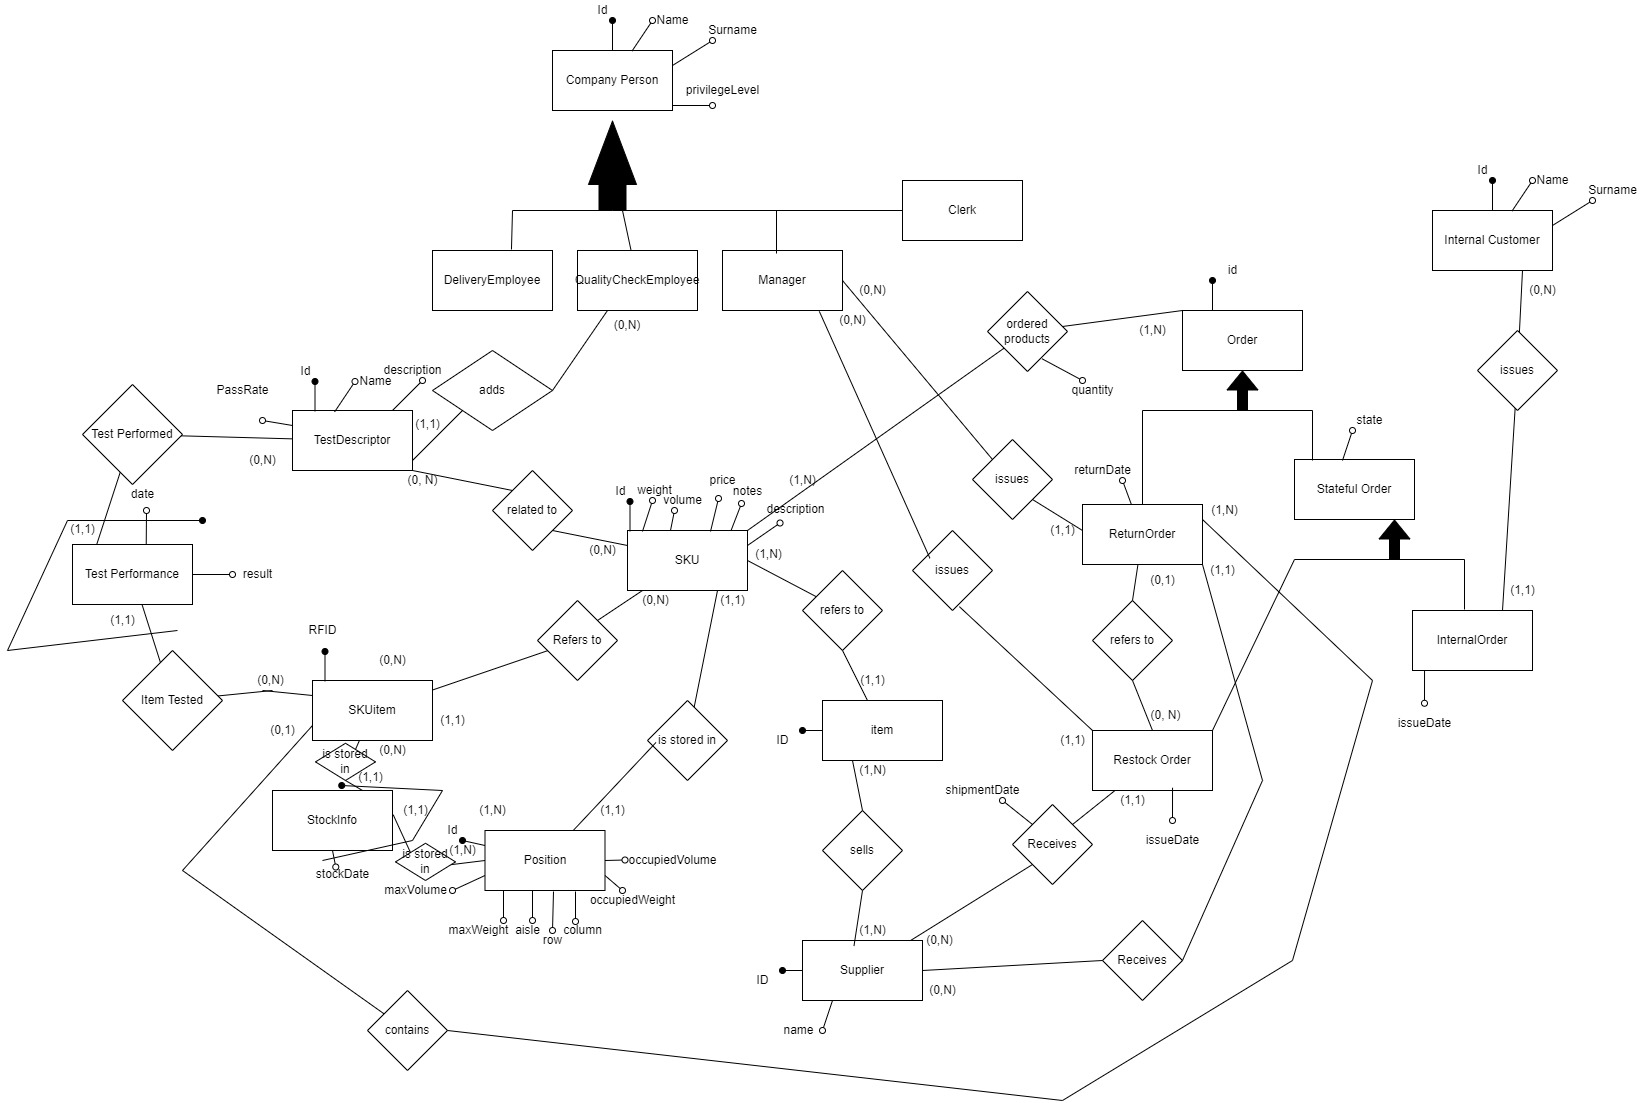 Id
Name
Surname
Company Person
privilegeLevel
Clerk
Id
Name
Surname
Internal Customer
DeliveryEmployee
QualityCheckEmployee
Manager
(0,N)
(0,N)
(0,N)
id
(0,N)
ordered
products
(1,N)
Order
quantity
issues
Id
Name
description
PassRate
adds
TestDescriptor
(1,1)
Test Performed
(0,N)
(0, N)
state
Stateful Order
returnDate
issues
(1,N)
(1,1)
ReturnOrder
(1,N)
related to
Id
weight
volume
price
notes
description
date
(1,1)
(0,N)
SKU
(1,N)
Test Performance
result
issues
(0,1)
(1,1)
(1,1)
(1,1)
(0,N)
(1,1)
refers to
refers to
InternalOrder
RFID
Refers to
(0,N)
(0,N)
Item Tested
SKUitem
(1,1)
(0,1)
(1,1)
ID
item
(0, N)
(1,1)
issueDate
is stored
in
(0,N)
is stored in
(1,1)
(1,N)
Restock Order
(1,1)
StockInfo
(1,1)
(1,N)
(1,1)
shipmentDate
issueDate
Id
(1,N)
is stored
in
Position
occupiedVolume
sells
Receives
stockDate
maxVolume
occupiedWeight
maxWeight
aisle
row
column
(1,N)
(0,N)
ID
Supplier
Receives
(0,N)
name
contains